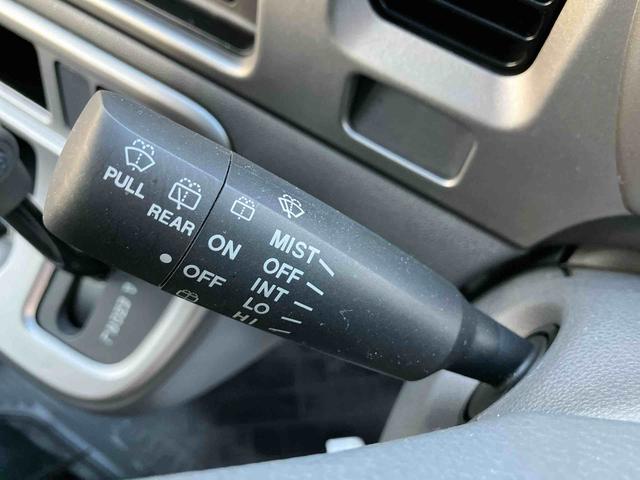 PULL
REAR
ON
OFF
MIST
OFF
INT
LO
HI